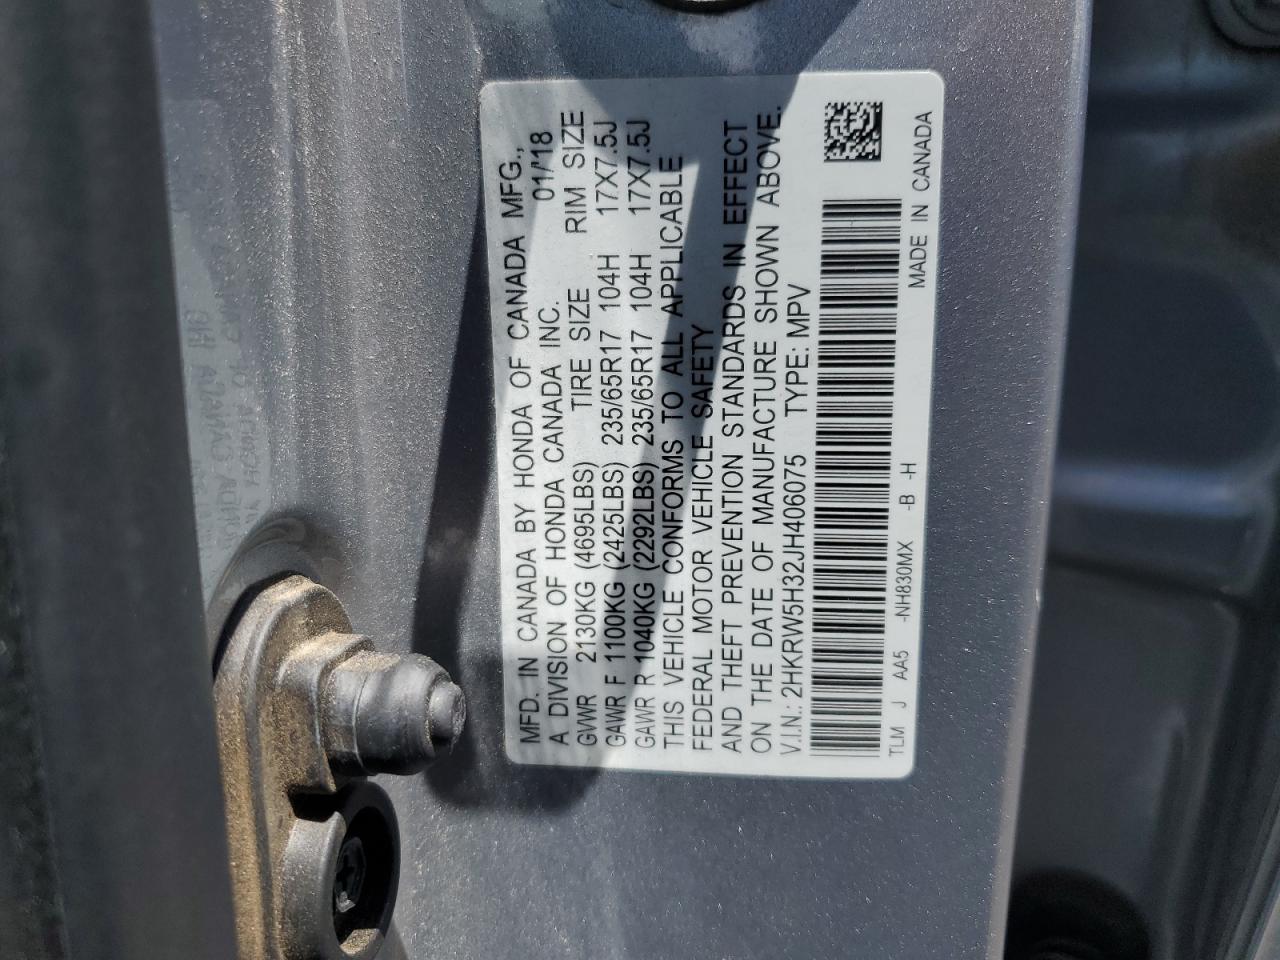 MFD. IN CANADA BY HONDA OF CANADA MFG.,
A DIVISION OF HONDA CANADA INC. 01/'18
GVWR 2130KG (4695LBS) TIRE SIZE RIM SIZE
GAWR F 1100KG (2425LBS) 235/65R17 104H 17X7.5J
GAWR R 1040KG (2292LBS) 235/65R17 104H 17X7.5J
THIS VEHICLE CONFORMS TO ALL APPLICABLE
FEDERAL MOTOR VEHICLE SAFETY
AND THEFT PREVENTION STANDARDS IN EFFECT
ON THE DATE OF MANUFACTURE SHOWN ABOVE.
V.I.N.: 2HKRW5H32JH406075 TYPE: MPV
TLM J AA5 -NH830MX -B -H MADE IN CANADA